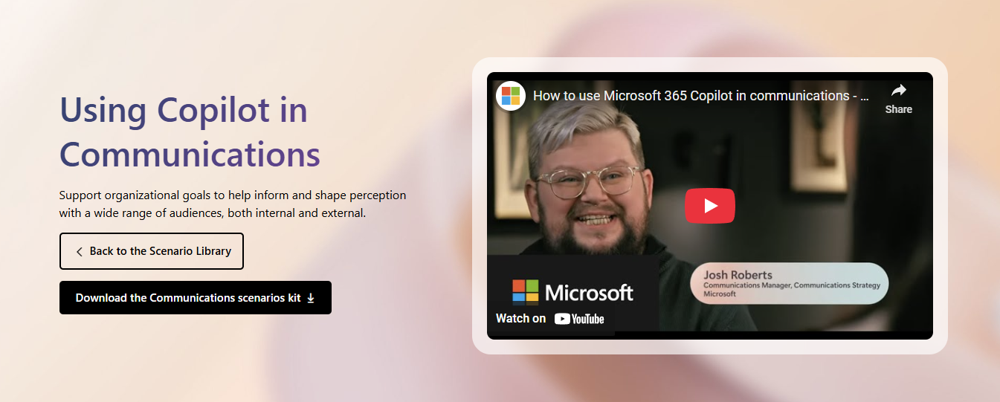 Using Copilot in
Communications
Support organizational goals to help inform and shape perception
with a wide range of audiences, both internal and external.
Back to the Scenario Library
Download the Communications scenarios kit
How to use Microsoft 365 Copilot in communications - ...
Share
Josh Roberts
Communications Manager, Communications Strategy
Microsoft
Microsoft
Watch on YouTube